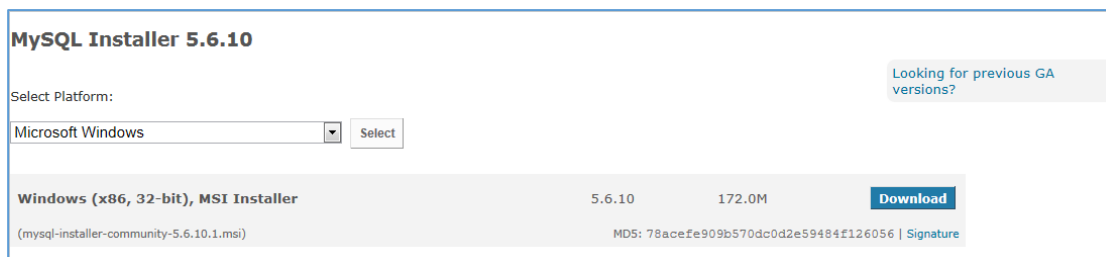 MySQL Installer 5.6.10
Looking for previous GA
versions?
Select Platform:
Microsoft Windows Select
Windows (x86, 32-bit), MSI Installer 5.6.10 172.0M Download
(mysql-installer-community-5.6.10.1.msi) MD5: 78acefe909b570dc0d2e59484f126056 | Signature